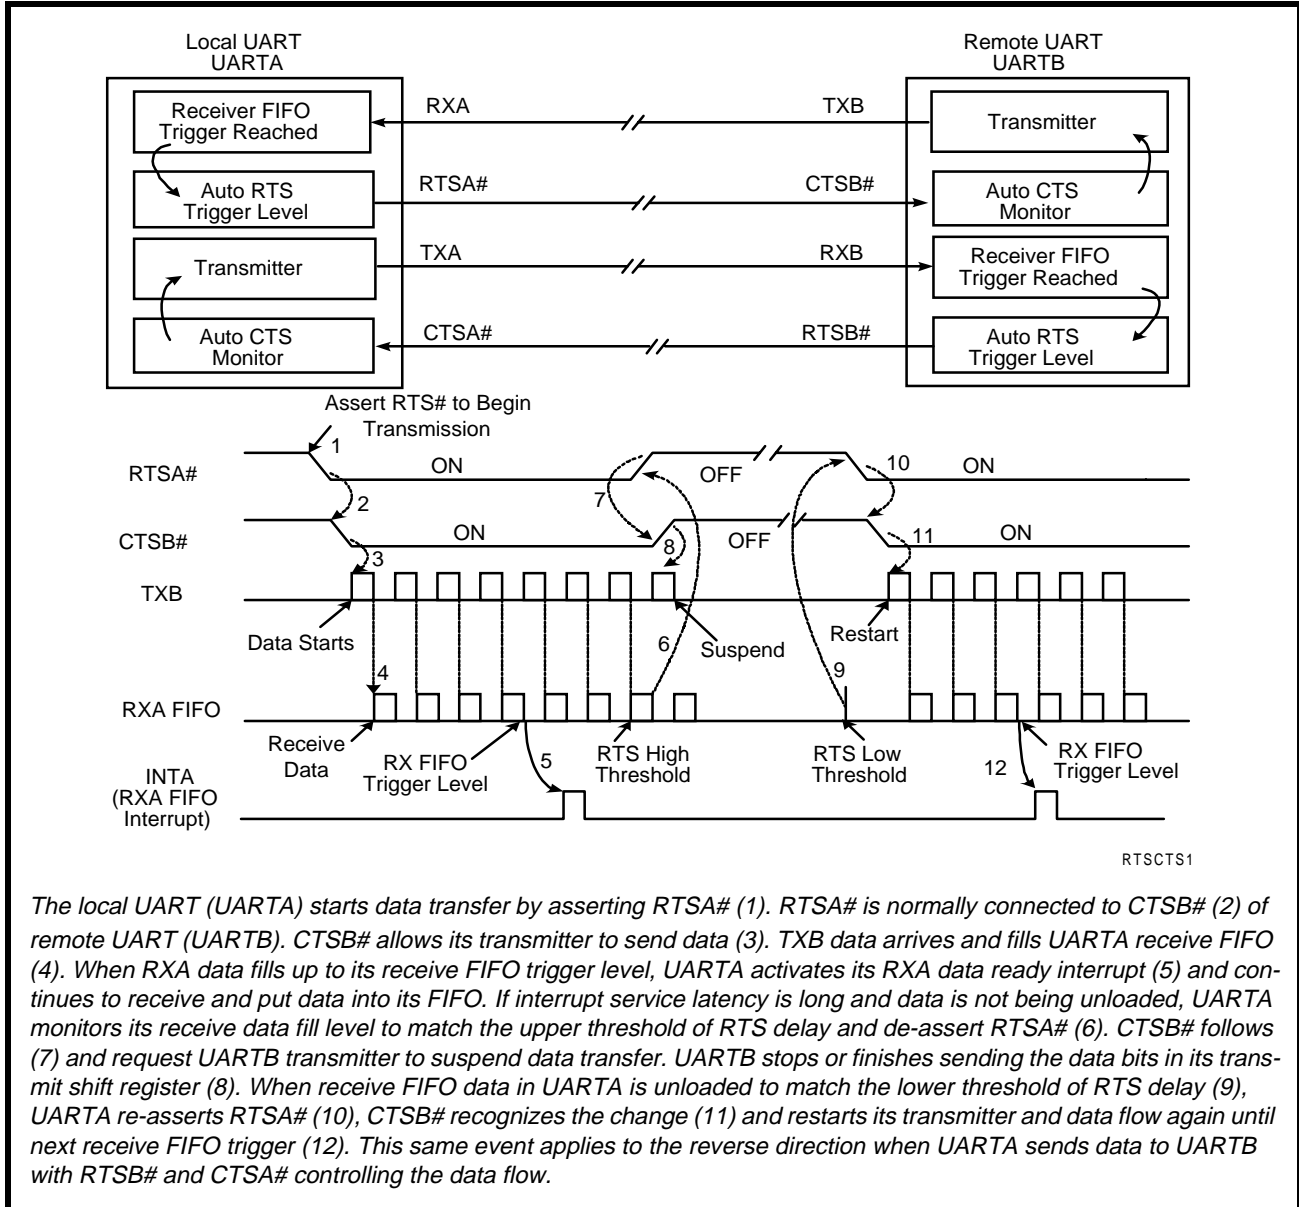 Local UART
UARTA
Remote UART
UARTB
Receiver FIFO
Trigger Reached
RXA
TXB
Transmitter
Auto RTS
Trigger Level
RTSA#
CTSB#
Auto CTS
Monitor
Transmitter
TXA
RXB
Receiver FIFO
Trigger Reached
Auto CTS
Monitor
CTSA#
RTSB#
Auto RTS
Trigger Level
Assert RTS# to Begin
Transmission
1
RTSA#
ON
7
OFF
10
ON
2
CTSB#
ON
8
OFF
11
ON
3
TXB
Data Starts
6
Suspend
Restart
4
9
RXA FIFO
Receive
Data
RX FIFO
Trigger Level
5
RTS High
Threshold
RTS Low
Threshold
12
RX FIFO
Trigger Level
INTA
(RXA FIFO
Interrupt)
RTSCTS1
The local UART (UARTA) starts data transfer by asserting RTSA# (1). RTSA# is normally connected to CTSB# (2) of
remote UART (UARTB). CTSB# allows its transmitter to send data (3). TXB data arrives and fills UARTA receive FIFO
(4). When RXA data fills up to its receive FIFO trigger level, UARTA activates its RXA data ready interrupt (5) and con-
tinues to receive and put data into its FIFO. If interrupt service latency is long and data is not being unloaded, UARTA
monitors its receive data fill level to match the upper threshold of RTS delay and de-assert RTSA# (6). CTSB# follows
(7) and request UARTB transmitter to suspend data transfer. UARTB stops or finishes sending the data bits in its trans-
mit shift register (8). When receive FIFO data in UARTA is unloaded to match the lower threshold of RTS delay (9),
UARTA re-asserts RTSA# (10), CTSB# recognizes the change (11) and restarts its transmitter and data flow again until
next receive FIFO trigger (12). This same event applies to the reverse direction when UARTA sends data to UARTB
with RTSB# and CTSA# controlling the data flow.